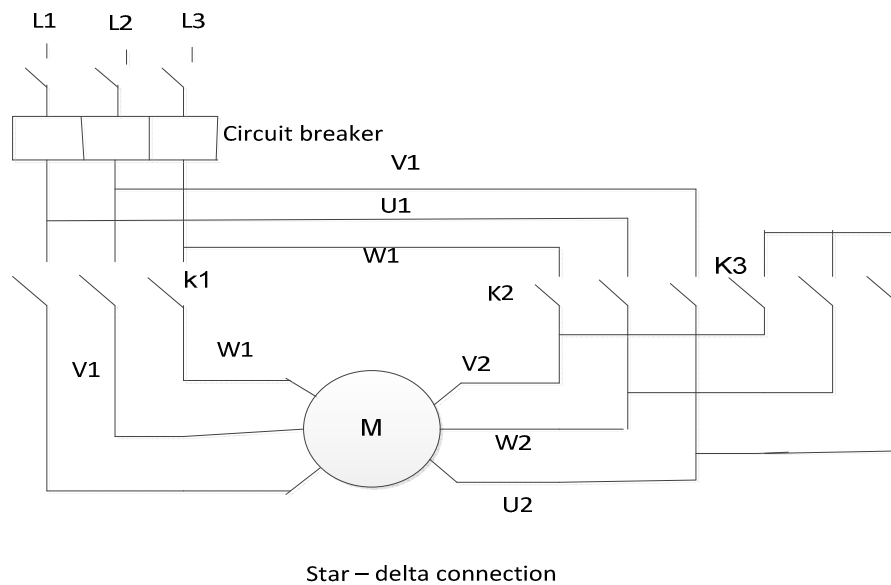 L1 L2 L3
Circuit breaker
V1
U1
W1
k1
K2
K3
W1
V1
V2
M
W2
U2
Star – delta connection